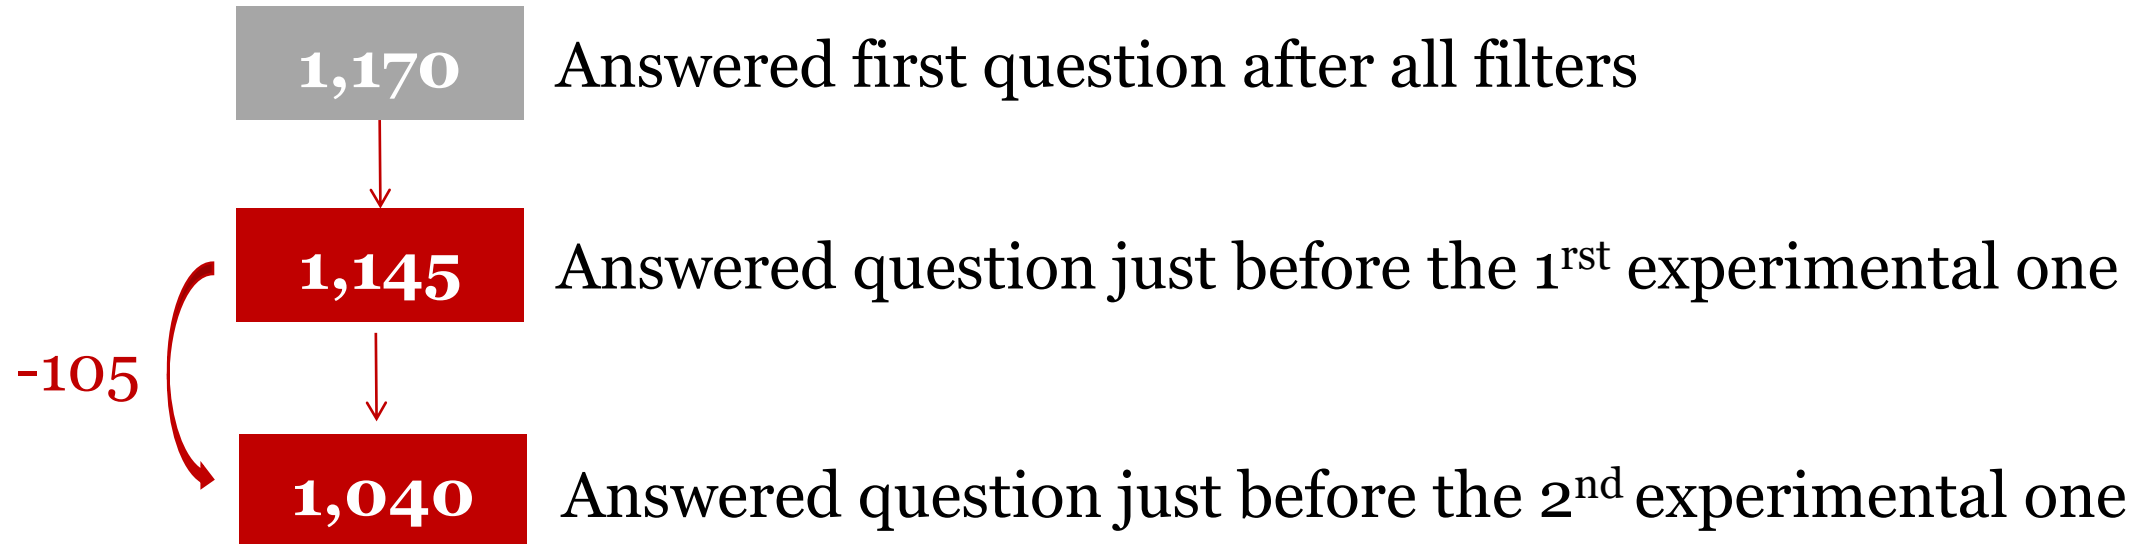 1,170 Answered first question after all filters
1,145 Answered question just before the 1rst experimental one
-105
1,040 Answered question just before the 2nd experimental one